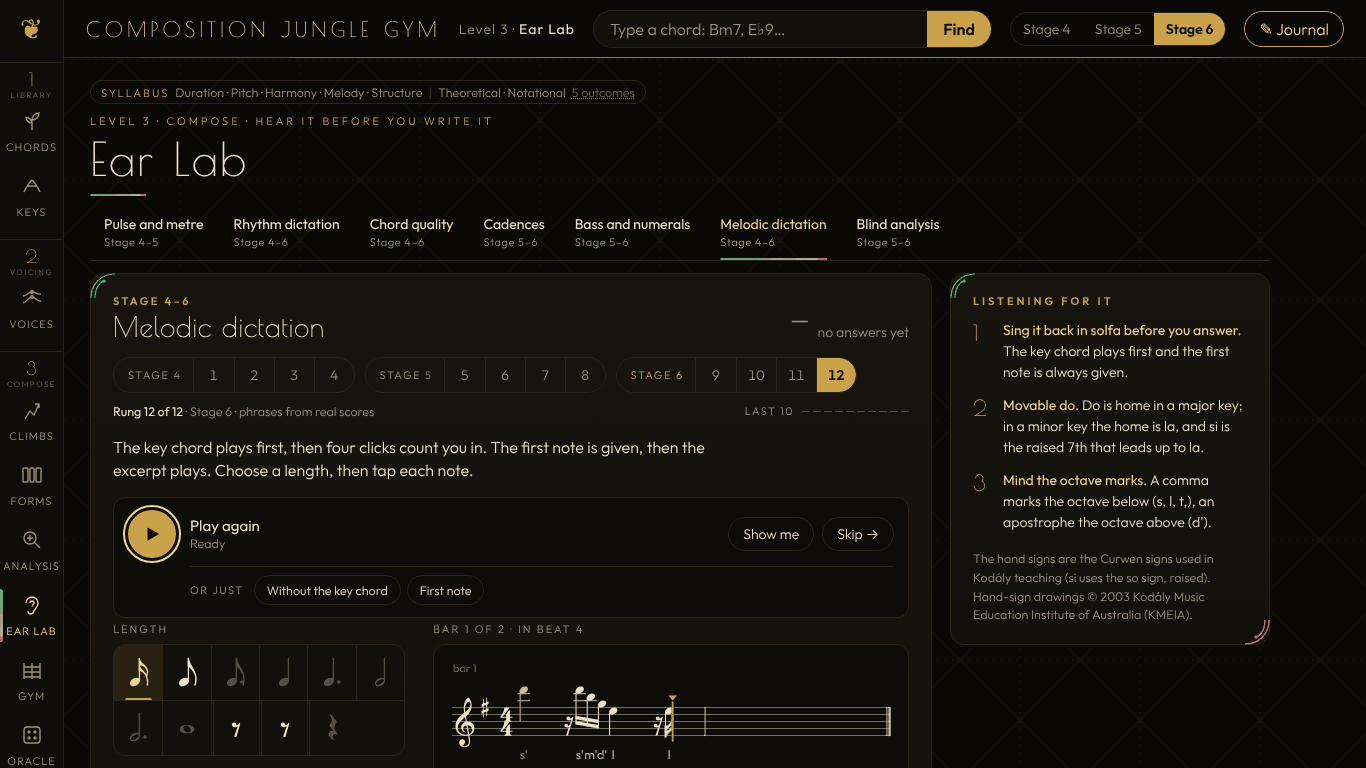 COMPOSITION JUNGLE GYM
Level 3 · Ear Lab
Type a chord: Bm7, E♭9…
Find
Stage 4
Stage 5
Stage 6
✎ Journal
1
LIBRARY
CHORDS
KEYS
2
VOICING
VOICES
3
COMPOSE
CLIMBS
FORMS
ANALYSIS
EAR LAB
GYM
ORACLE
SYLLABUS Duration · Pitch · Harmony · Melody · Structure | Theoretical · Notational 5 outcomes
LEVEL 3 · COMPOSE · HEAR IT BEFORE YOU WRITE IT
Ear Lab
Pulse and metre
Stage 4–5
Rhythm dictation
Stage 4–6
Chord quality
Stage 4–6
Cadences
Stage 5–6
Bass and numerals
Stage 5–6
Melodic dictation
Stage 4–6
Blind analysis
Stage 5–6
STAGE 4–6
Melodic dictation
— no answers yet
STAGE 4 1 2 3 4
STAGE 5 5 6 7 8
STAGE 6 9 10 11 12
Rung 12 of 12 · Stage 6 · phrases from real scores
LAST 10
The key chord plays first, then four clicks count you in. The first note is given, then the
excerpt plays. Choose a length, then tap each note.
Play again
Ready
Show me
Skip →
OR JUST
Without the key chord
First note
LENGTH
BAR 1 OF 2 · IN BEAT 4
bar 1
4
4
s' s'm'd' l l
LISTENING FOR IT
1
Sing it back in solfa before you answer.
The key chord plays first and the first
note is always given.
2
Movable do. Do is home in a major key;
in a minor key the home is la, and si is
the raised 7th that leads up to la.
3
Mind the octave marks. A comma
marks the octave below (s, l, t,), an
apostrophe the octave above (d').
The hand signs are the Curwen signs used in
Kodály teaching (si uses the so sign, raised).
Hand-sign drawings © 2003 Kodály Music
Education Institute of Australia (KMEIA).